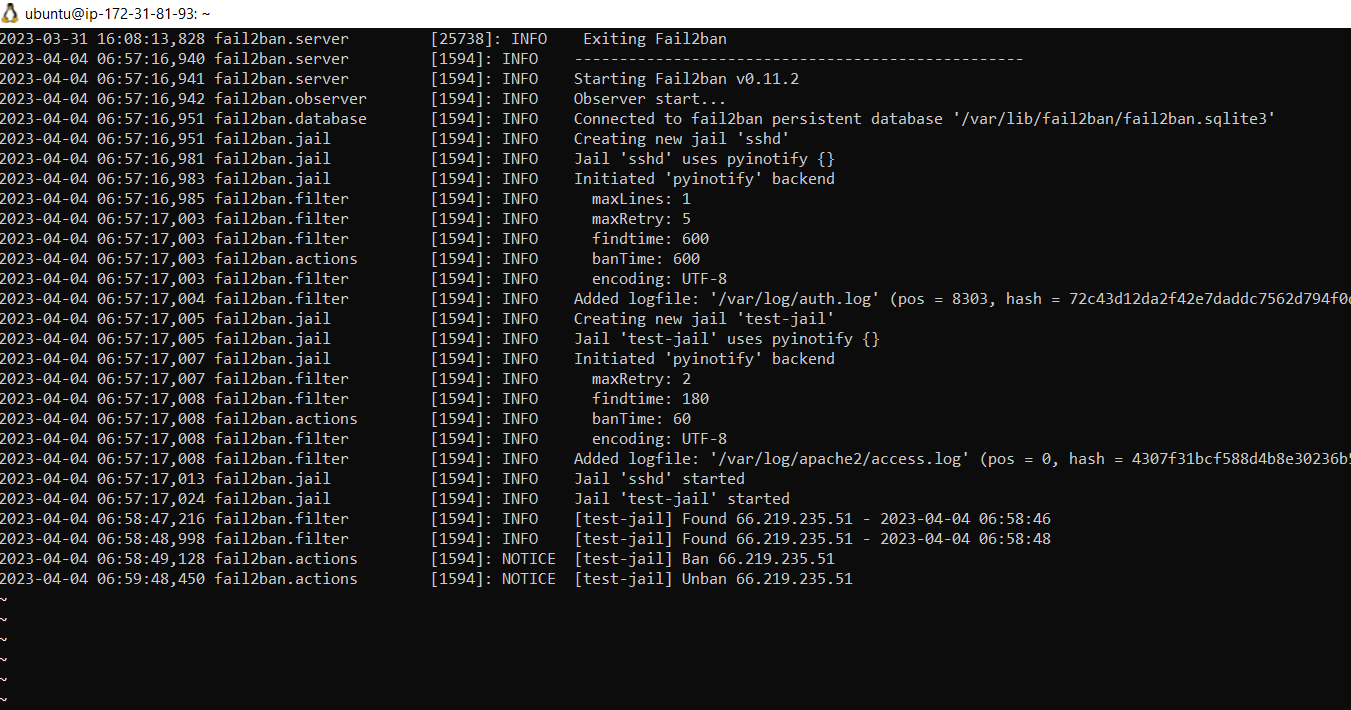 ubuntu@ip-172-31-81-93: ~
2023-03-31 16:08:13,828 fail2ban.server [25738]: INFO Exiting Fail2ban
2023-04-04 06:57:16,940 fail2ban.server [1594]: INFO --------------------------------------------------
2023-04-04 06:57:16,941 fail2ban.server [1594]: INFO Starting Fail2ban v0.11.2
2023-04-04 06:57:16,942 fail2ban.observer [1594]: INFO Observer start...
2023-04-04 06:57:16,951 fail2ban.database [1594]: INFO Connected to fail2ban persistent database '/var/lib/fail2ban/fail2ban.sqlite3'
2023-04-04 06:57:16,951 fail2ban.jail [1594]: INFO Creating new jail 'sshd'
2023-04-04 06:57:16,981 fail2ban.jail [1594]: INFO Jail 'sshd' uses pyinotify {}
2023-04-04 06:57:16,983 fail2ban.jail [1594]: INFO Initiated 'pyinotify' backend
2023-04-04 06:57:16,985 fail2ban.filter [1594]: INFO maxLines: 1
2023-04-04 06:57:17,003 fail2ban.filter [1594]: INFO maxRetry: 5
2023-04-04 06:57:17,003 fail2ban.filter [1594]: INFO findtime: 600
2023-04-04 06:57:17,003 fail2ban.actions [1594]: INFO banTime: 600
2023-04-04 06:57:17,003 fail2ban.filter [1594]: INFO encoding: UTF-8
2023-04-04 06:57:17,004 fail2ban.filter [1594]: INFO Added logfile: '/var/log/auth.log' (pos = 8303, hash = 72c43d12da2f42e7daddc7562d794f0
2023-04-04 06:57:17,005 fail2ban.jail [1594]: INFO Creating new jail 'test-jail'
2023-04-04 06:57:17,005 fail2ban.jail [1594]: INFO Jail 'test-jail' uses pyinotify {}
2023-04-04 06:57:17,007 fail2ban.jail [1594]: INFO Initiated 'pyinotify' backend
2023-04-04 06:57:17,007 fail2ban.filter [1594]: INFO maxRetry: 2
2023-04-04 06:57:17,008 fail2ban.filter [1594]: INFO findtime: 180
2023-04-04 06:57:17,008 fail2ban.actions [1594]: INFO banTime: 60
2023-04-04 06:57:17,008 fail2ban.filter [1594]: INFO encoding: UTF-8
2023-04-04 06:57:17,008 fail2ban.filter [1594]: INFO Added logfile: '/var/log/apache2/access.log' (pos = 0, hash = 4307f31bcf588d4b8e30236b
2023-04-04 06:57:17,013 fail2ban.jail [1594]: INFO Jail 'sshd' started
2023-04-04 06:57:17,024 fail2ban.jail [1594]: INFO Jail 'test-jail' started
2023-04-04 06:58:47,216 fail2ban.filter [1594]: INFO [test-jail] Found 66.219.235.51 - 2023-04-04 06:58:46
2023-04-04 06:58:48,998 fail2ban.filter [1594]: INFO [test-jail] Found 66.219.235.51 - 2023-04-04 06:58:48
2023-04-04 06:58:49,128 fail2ban.actions [1594]: NOTICE [test-jail] Ban 66.219.235.51
2023-04-04 06:59:48,450 fail2ban.actions [1594]: NOTICE [test-jail] Unban 66.219.235.51
~
~
~
~
~
~